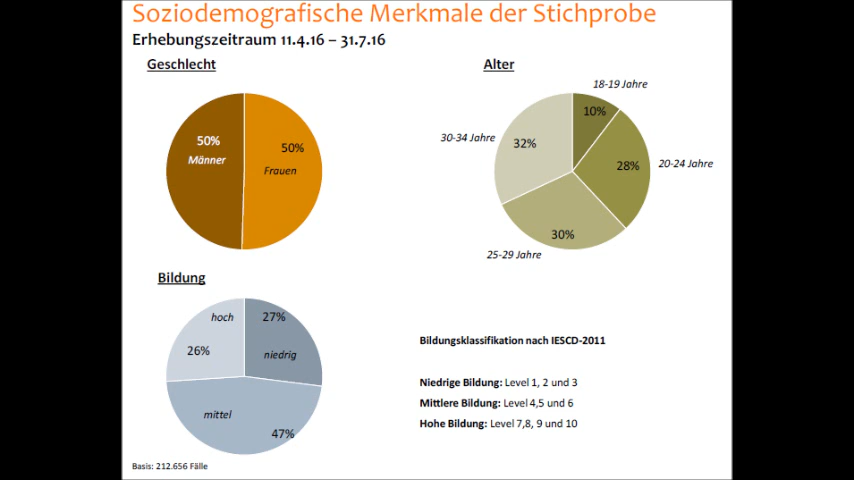 Soziodemografische Merkmale der Stichprobe
Erhebungszeitraum 11.4.16 – 31.7.16
Geschlecht
50%
Männer
50%
Frauen
Alter
18-19 Jahre
10%
30-34 Jahre
32%
28%
20-24 Jahre
30%
25-29 Jahre
Bildung
hoch
27%
26%
niedrig
mittel
47%
Bildungsklassifikation nach IESCD-2011
Niedrige Bildung: Level 1, 2 und 3
Mittlere Bildung: Level 4,5 und 6
Hohe Bildung: Level 7,8, 9 und 10
Basis: 212.656 Fälle